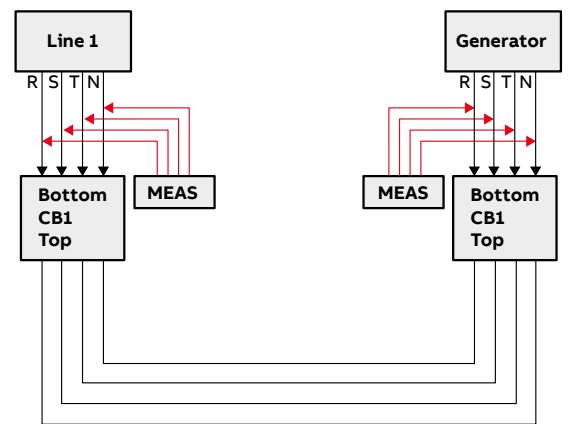 Line 1
Generator
R S T N
R S T N
Bottom
CB1
Top
MEAS
MEAS
Bottom
CB1
Top